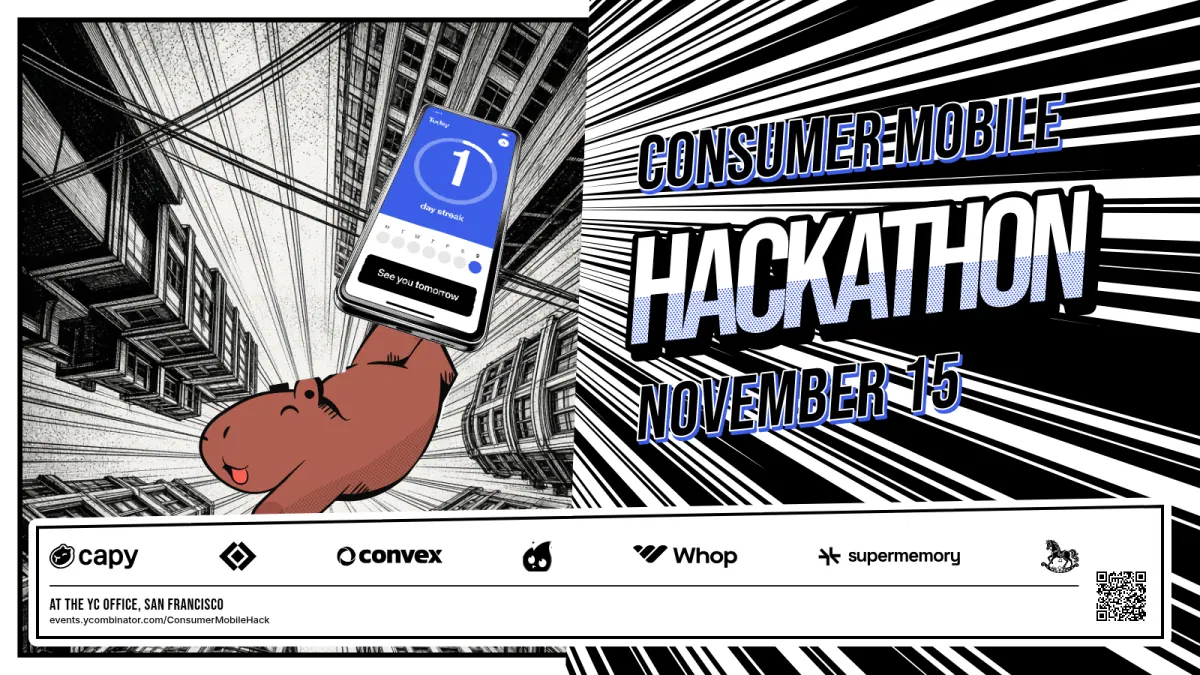 Today
1
day streak
M T W T F S S
See you tomorrow
CONSUMER MOBILE
HACKATHON
NOVEMBER 15
capy
convex
Whop
supermemory
AT THE YC OFFICE, SAN FRANCISCO
events.ycombinator.com/ConsumerMobileHack